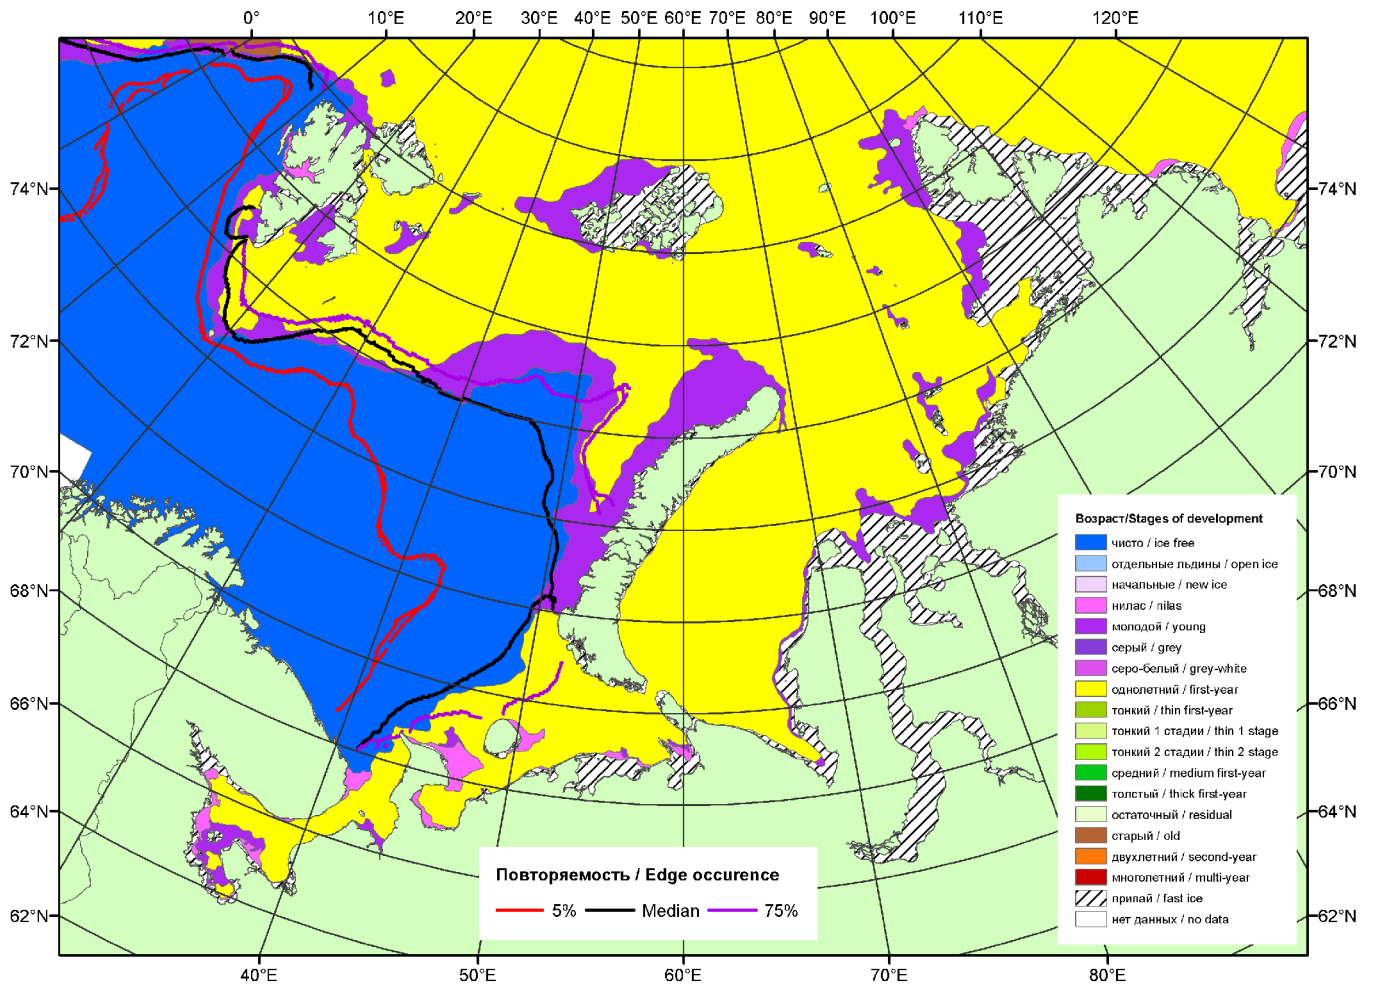 0° 10°E 20°E 30°E 40°E 50°E 60°E 70°E 80°E 90°E 100°E 110°E 120°E
74°N 74°N
72°N 72°N
70°N 70°N
68°N 68°N
66°N 66°N
64°N 64°N
62°N 62°N
Возраст/Stages of development
чисто / ice free
отдельные льдины / open ice
начальные / new ice
нилас / nilas
молодой / young
серый / grey
серо-белый / grey-white
однолетний / first-year
тонкий / thin first-year
тонкий 1 стадии / thin 1 stage
тонкий 2 стадии / thin 2 stage
средний / medium first-year
толстый / thick first-year
остаточный / residual
старый / old
двухлетний / second-year
многолетний / multi-year
припай / fast ice
нет данных / no data
Повторяемость / Edge occurence
5% Median 75%
40°E 50°E 60°E 70°E 80°E